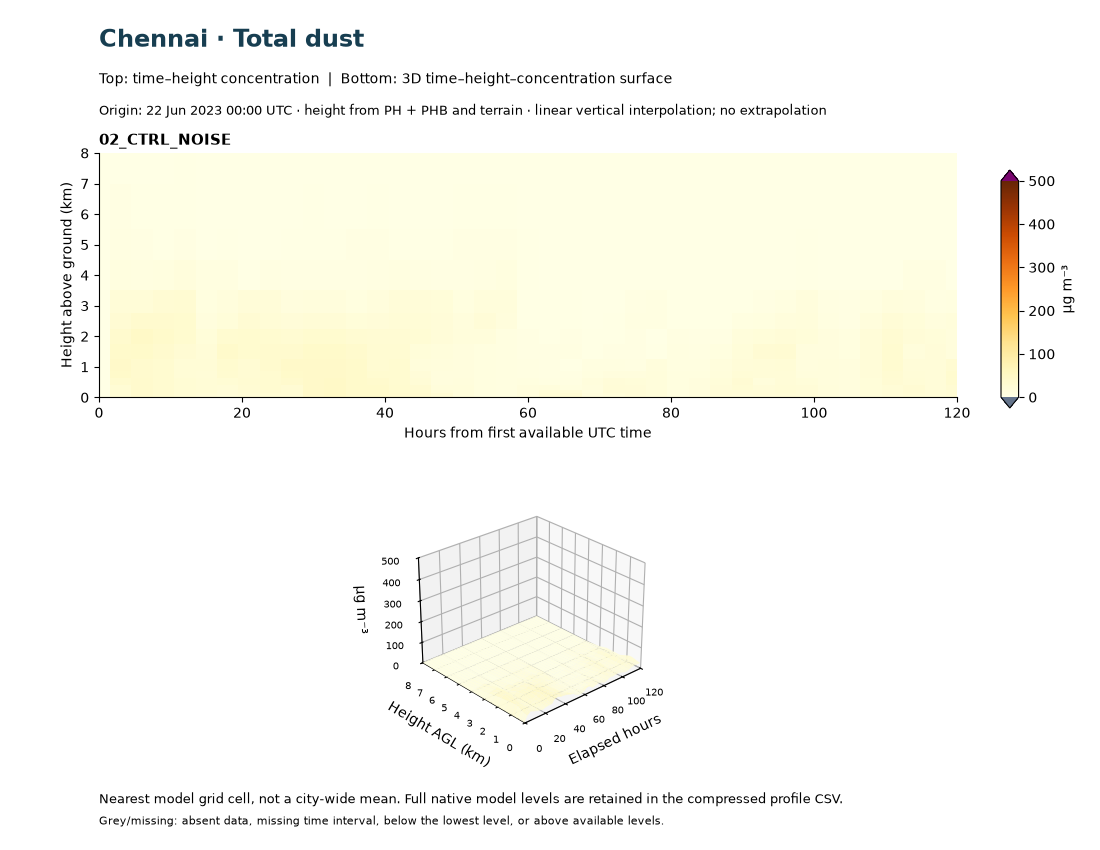 Chennai · Total dust
Top: time–height concentration | Bottom: 3D time–height–concentration surface
Origin: 22 Jun 2023 00:00 UTC · height from PH + PHB and terrain · linear vertical interpolation; no extrapolation
02_CTRL_NOISE
8
7
6
5
4
3
2
1
0
Height above ground (km)
0 20 40 60 80 100 120
Hours from first available UTC time
500
400
300
200
100
0
µg m⁻³
500
400
300
200
100
0
µg m⁻³
8 7 6 5 4 3 2 1 0
Height AGL (km)
0 20 40 60 80 100 120
Elapsed hours
Nearest model grid cell, not a city-wide mean. Full native model levels are retained in the compressed profile CSV.
Grey/missing: absent data, missing time interval, below the lowest level, or above available levels.